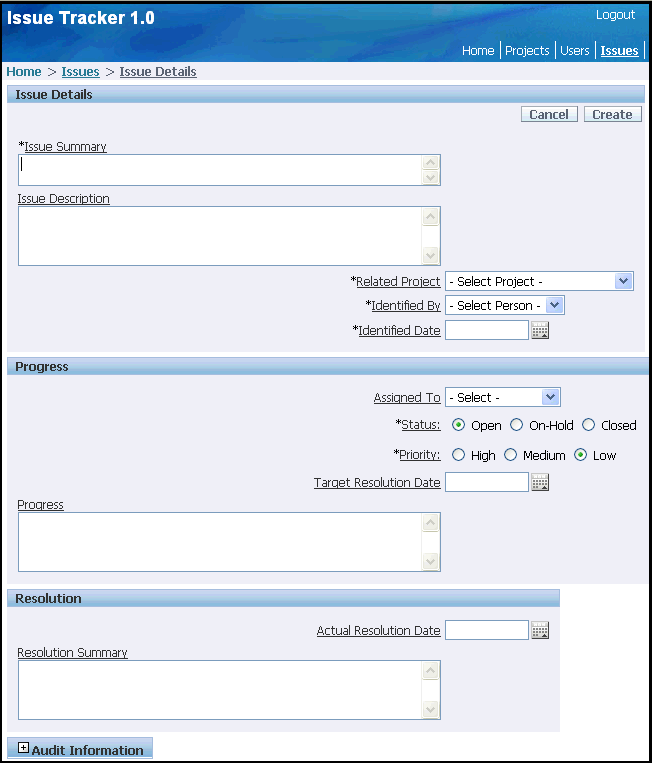 Issue Tracker 1.0
Logout
Home Projects Users Issues
Home > Issues > Issue Details
Issue Details
Cancel Create
*Issue Summary
Issue Description
*Related Project - Select Project -
*Identified By - Select Person -
*Identified Date
Progress
Assigned To - Select -
*Status: Open On-Hold Closed
*Priority: High Medium Low
Target Resolution Date
Progress
Resolution
Actual Resolution Date
Resolution Summary
Audit Information